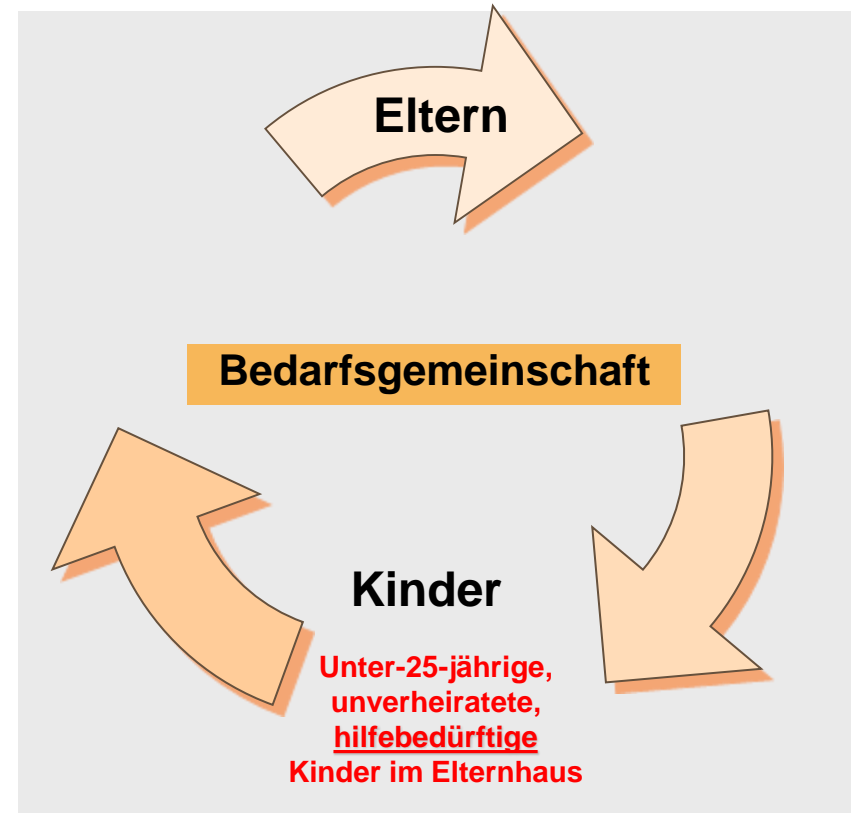 Eltern
Bedarfsgemeinschaft
Kinder
Unter-25-jährige,
unverheiratete,
hilfebedürftige
Kinder im Elternhaus